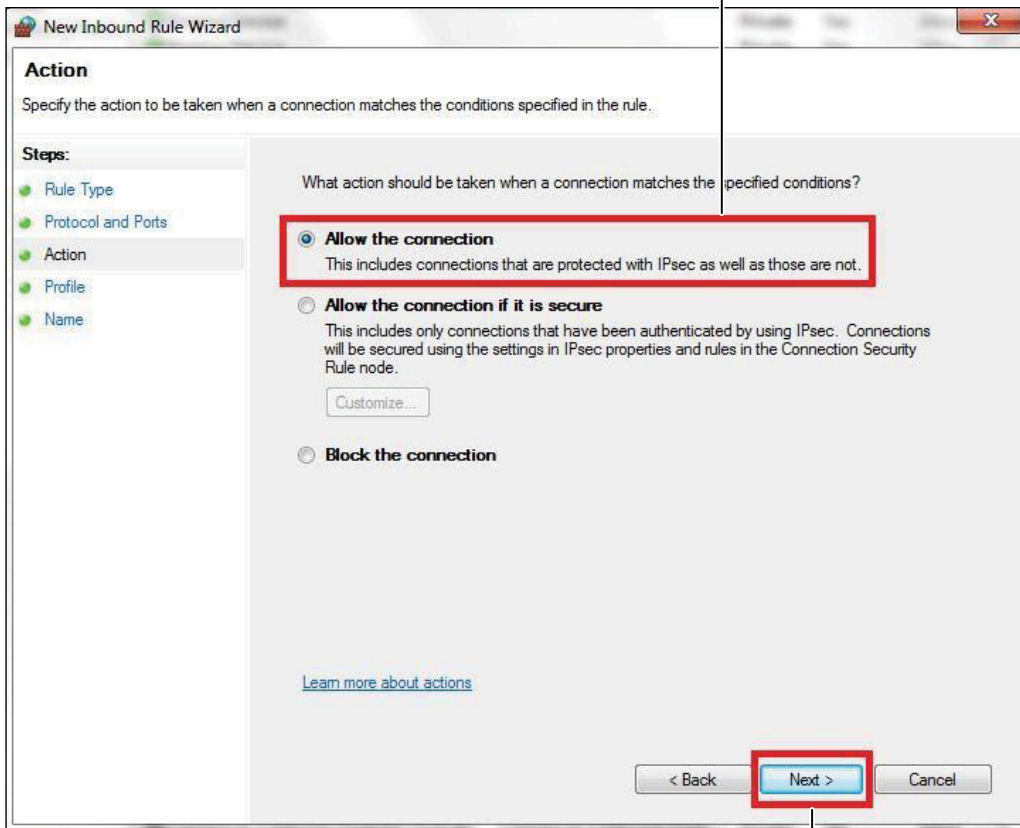 New Inbound Rule Wizard
Action
Specify the action to be taken when a connection matches the conditions specified in the rule.
Steps:
Rule Type
Protocol and Ports
Action
Profile
Name
What action should be taken when a connection matches the specified conditions?
Allow the connection
This includes connections that are protected with IPsec as well as those are not.
Allow the connection if it is secure
This includes only connections that have been authenticated by using IPsec. Connections
will be secured using the settings in IPsec properties and rules in the Connection Security
Rule node.
Customize...
Block the connection
Learn more about actions
< Back Next > Cancel